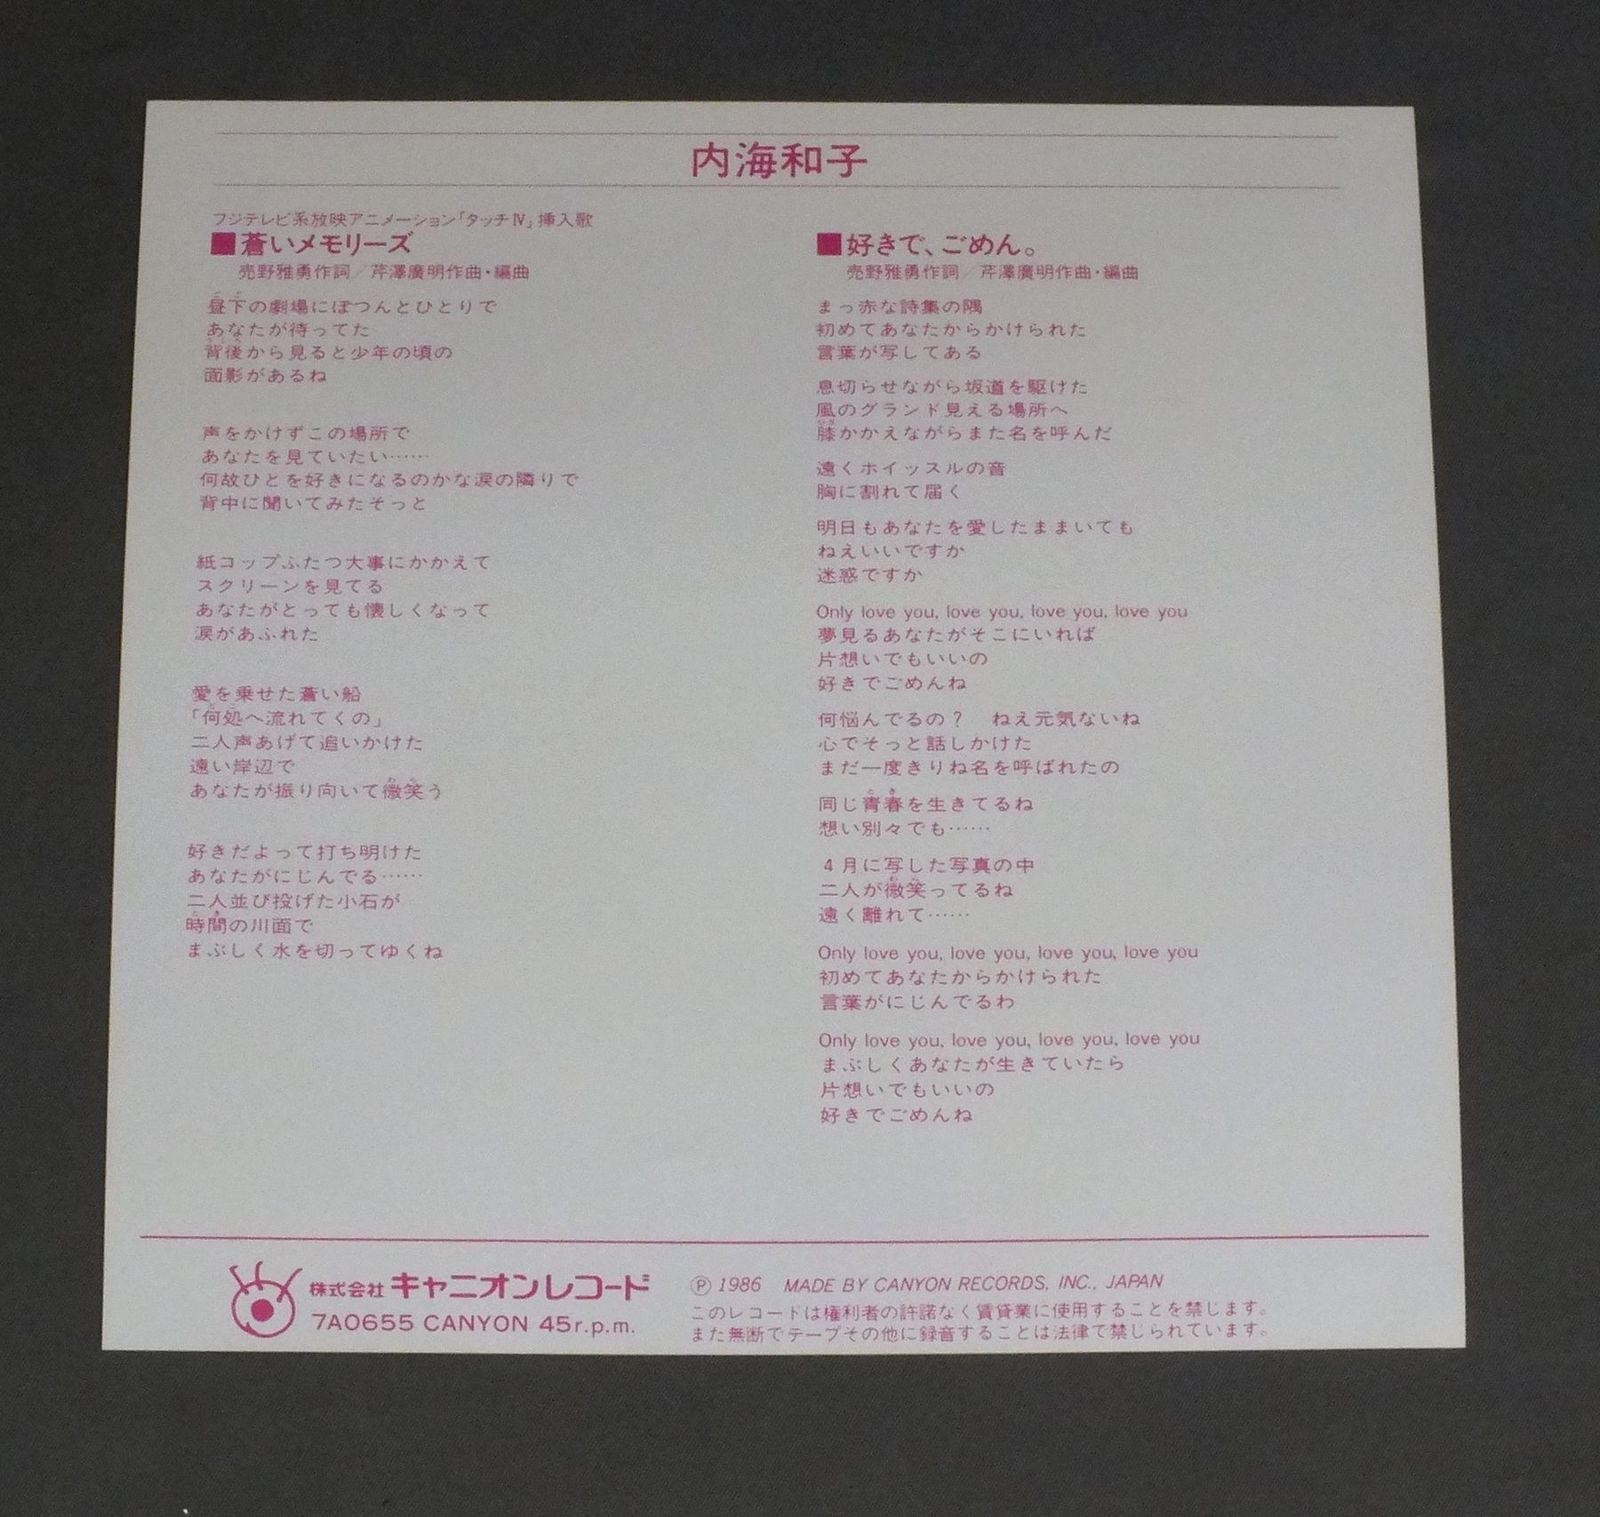 内海和子
フジテレビ系放映アニメーション「タッチⅣ」挿入歌
■蒼いメモリーズ
売野雅勇作詞／芹澤廣明作曲・編曲
昼下の劇場にぽつんとひとりで
あなたが待ってた
背後から見ると少年の頃の
面影があるね
声をかけずこの場所で
あなたを見ていたい……
何故ひとを好きになるのかな涙の隣りで
背中に聞いてみたそっと
紙コップふたつ大事にかかえて
スクリーンを見てる
あなたがとっても懐しくなって
涙があふれた
愛を乗せた蒼い船
「何処へ流れてくの」
二人声あげて追いかけた
遠い岸辺で
あなたが振り向いて微笑う
好きだよって打ち明けた
あなたがにじんでる……
二人並び投げた小石が
時間の川面で
まぶしく水を切ってゆくね
■好きで、ごめん。
売野雅勇作詞／芹澤廣明作曲・編曲
まっ赤な詩集の隅
初めてあなたからかけられた
言葉が写してある
息切らせながら坂道を駆けた
風のグランド見える場所へ
膝かかえながらまた名を呼んだ
遠くホイッスルの音
胸に割れて届く
明日もあなたを愛したままいても
ねえいいですか
迷惑ですか
Only love you, love you, love you, love you
夢見るあなたがそこにいれば
片想いでもいいの
好きでごめんね
何悩んでるの？　ねえ元気ないね
心でそっと話しかけた
まだ一度きりね名を呼ばれたの
同じ青春を生きてるね
想い別々でも……
4月に写した写真の中
二人が微笑ってるね
遠く離れて……
Only love you, love you, love you, love you
初めてあなたからかけられた
言葉がにじんでるわ
Only love you, love you, love you, love you
まぶしくあなたが生きていたら
片想いでもいいの
好きでごめんね
株式会社キャニオンレコード
7A0655 CANYON 45r.p.m.
Ⓟ1986 MADE BY CANYON RECORDS, INC., JAPAN
このレコードは権利者の許諾なく賃貸業に使用することを禁じます。
また無断でテープその他に録音することは法律で禁じられています。